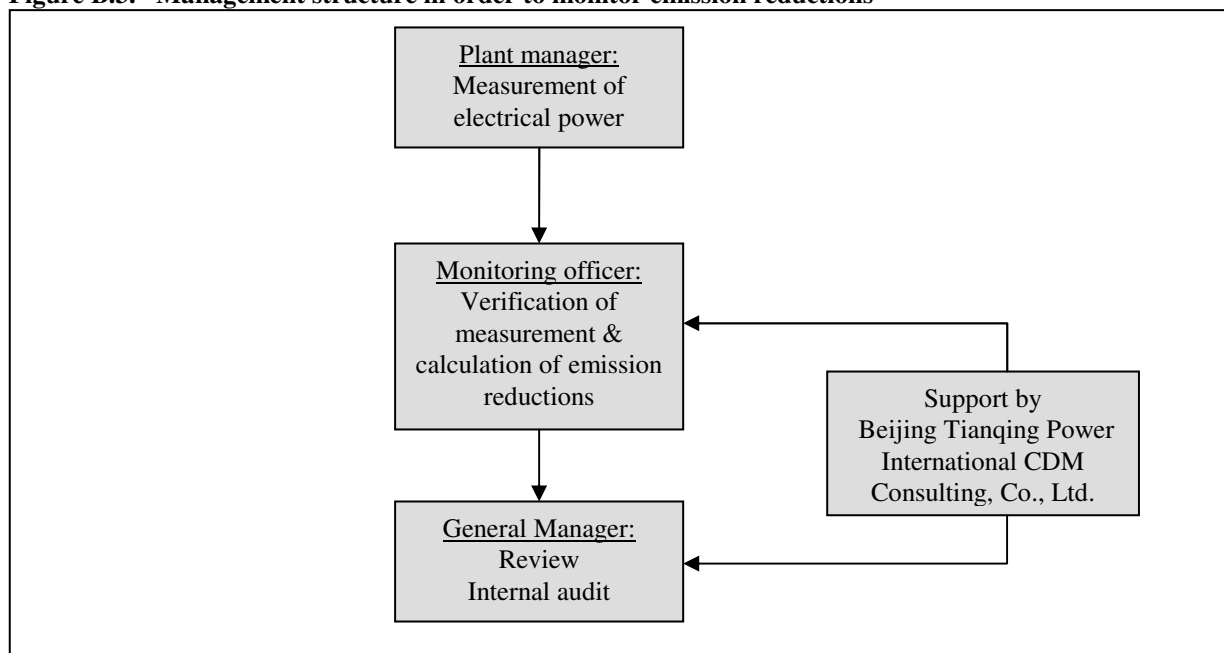 Figure B.3. Management structure in order to monitor emission reductions
Plant manager:
Measurement of
electrical power
Monitoring officer:
Verification of
measurement &
calculation of emission
reductions
Support by
Beijing Tianqing Power
International CDM
Consulting, Co., Ltd.
General Manager:
Review
Internal audit